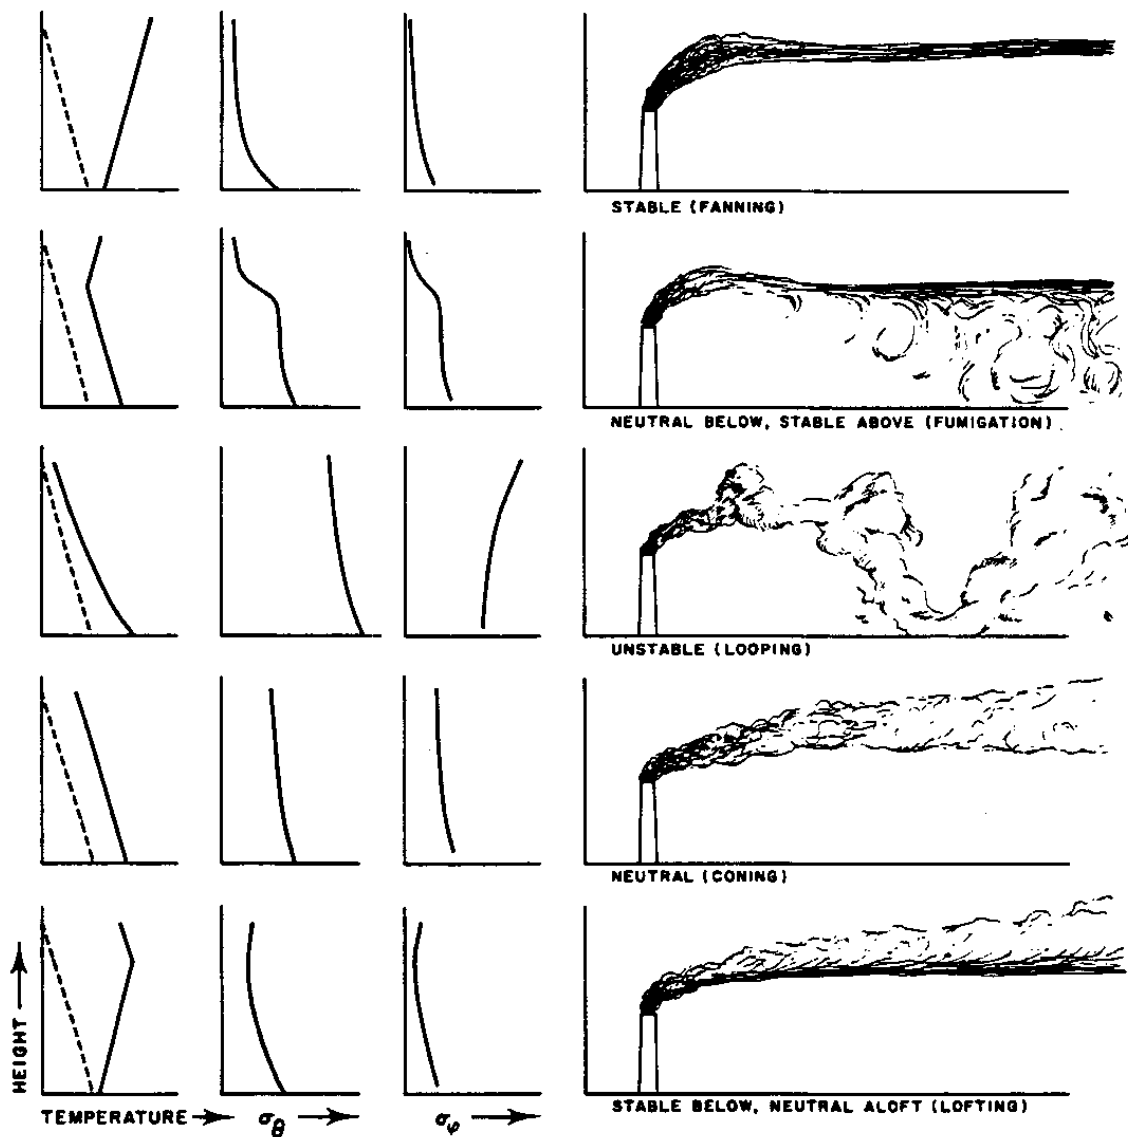 STABLE (FANNING)
NEUTRAL BELOW, STABLE ABOVE (FUMIGATION)
UNSTABLE (LOOPING)
NEUTRAL (CONING)
HEIGHT
TEMPERATURE σθ σφ
STABLE BELOW, NEUTRAL ALOFT (LOFTING)